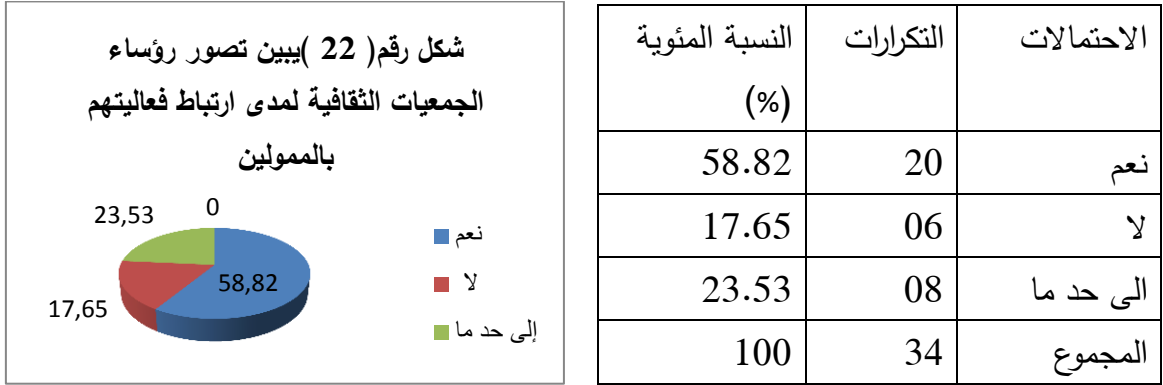 شكل رقم( 22 )يبين تصور رؤساء
الجمعيات الثقافية لمدى ارتباط فعاليتهم
بالممولين
0
23,53
58,82
17,65
نعم
لا
إلى حد ما
الاحتمالات التكرارات النسبة المئوية
(%)
نعم 20 58.82
لا 06 17.65
الى حد ما 08 23.53
المجموع 34 100